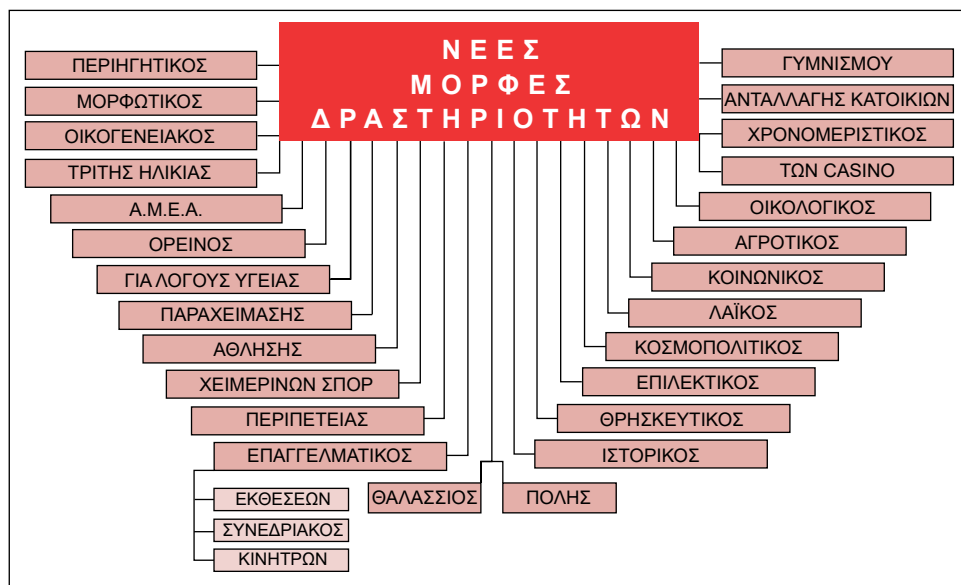 ΝΕΕΣ
ΜΟΡΦΕΣ
ΔΡΑΣΤΗΡΙΟΤΗΤΩΝ
ΠΕΡΙΗΓΗΤΙΚΟΣ
ΜΟΡΦΩΤΙΚΟΣ
ΟΙΚΟΓΕΝΕΙΑΚΟΣ
ΤΡΙΤΗΣ ΗΛΙΚΙΑΣ
Α.Μ.Ε.Α.
ΟΡΕΙΝΟΣ
ΓΙΑ ΛΟΓΟΥΣ ΥΓΕΙΑΣ
ΠΑΡΑΧΕΙΜΑΣΗΣ
ΑΘΛΗΣΗΣ
ΧΕΙΜΕΡΙΝΩΝ ΣΠΟΡ
ΠΕΡΙΠΕΤΕΙΑΣ
ΕΠΑΓΓΕΛΜΑΤΙΚΟΣ
ΕΚΘΕΣΕΩΝ
ΣΥΝΕΔΡΙΑΚΟΣ
ΚΙΝΗΤΡΩΝ
ΘΑΛΑΣΣΙΟΣ
ΠΟΛΗΣ
ΓΥΜΝΙΣΜΟΥ
ΑΝΤΑΛΛΑΓΗΣ ΚΑΤΟΙΚΙΩΝ
ΧΡΟΝΟΜΕΡΙΣΤΙΚΟΣ
ΤΩΝ CASINO
ΟΙΚΟΛΟΓΙΚΟΣ
ΑΓΡΟΤΙΚΟΣ
ΚΟΙΝΩΝΙΚΟΣ
ΛΑΪΚΟΣ
ΚΟΣΜΟΠΟΛΙΤΙΚΟΣ
ΕΠΙΛΕΚΤΙΚΟΣ
ΘΡΗΣΚΕΥΤΙΚΟΣ
ΙΣΤΟΡΙΚΟΣ